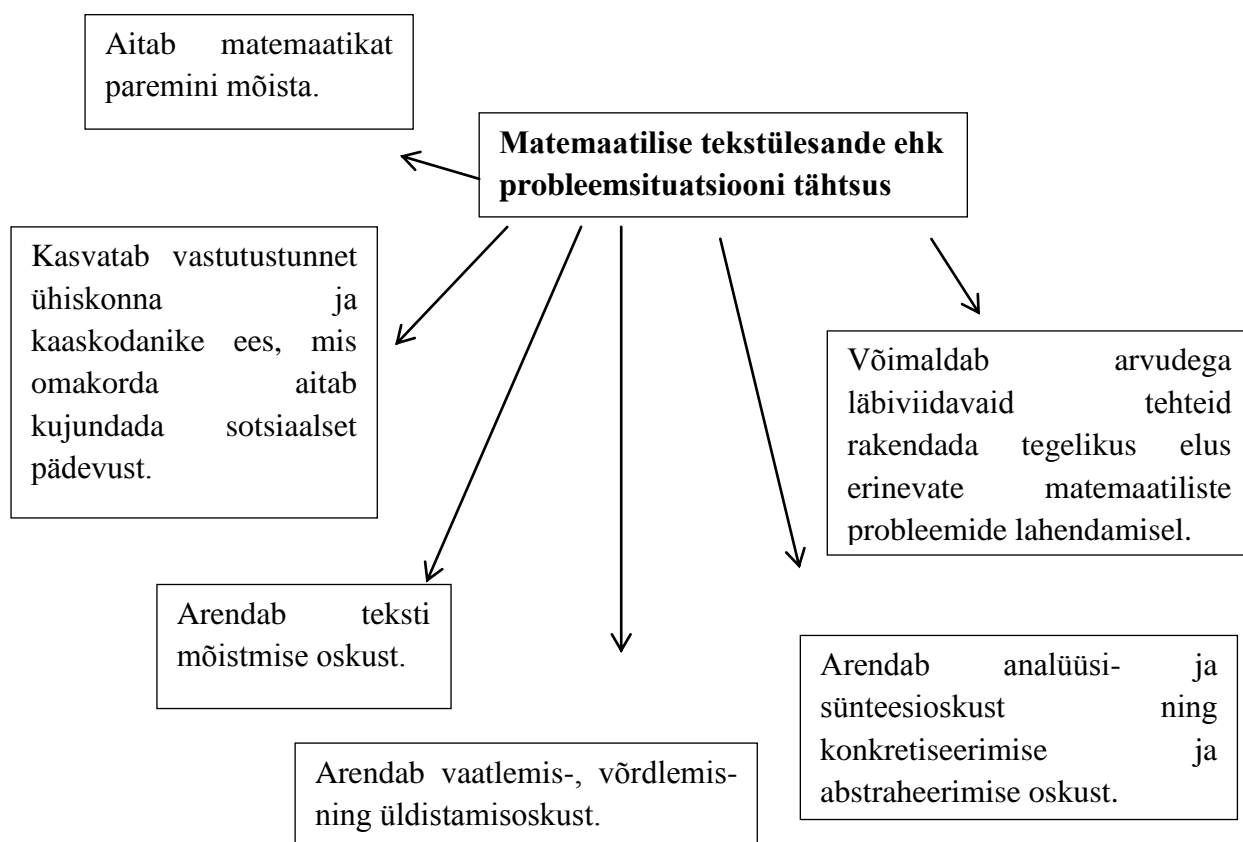 Aitab matemaatikat
paremini mõista.
Matemaatilise tekstülesande ehk
probleemsituatsiooni tähtsus
Kasvatab vastutustunnet
ühiskonna ja
kaaskodanike ees, mis
omakorda aitab
kujundada sotsiaalset
pädevust.
Võimaldab arvudega
läbiviidavaid tehteid
rakendada tegelikus elus
erinevate matemaatiliste
probleemide lahendamisel.
Arendab teksti
mõistmise oskust.
Arendab analüüsi- ja
sünteesioskust ning
konkretiseerimise ja
abstraheerimise oskust.
Arendab vaatlemis-, võrdlemis-
ning üldistamisoskust.